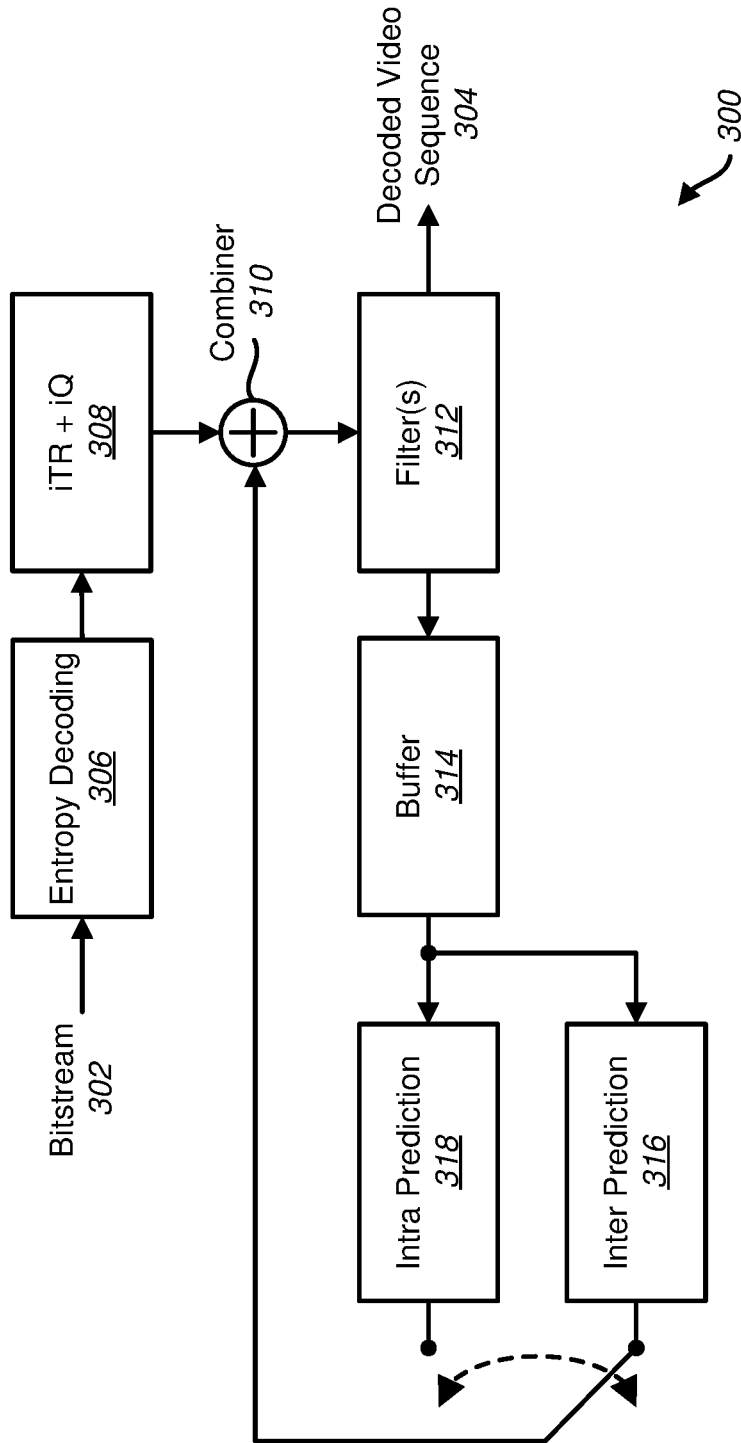 Bitstream
302
Entropy Decoding
306
iTR + iQ
308
Combiner
310
Intra Prediction
318
Buffer
314
Filter(s)
312
Decoded Video
Sequence
304
Inter Prediction
316
300